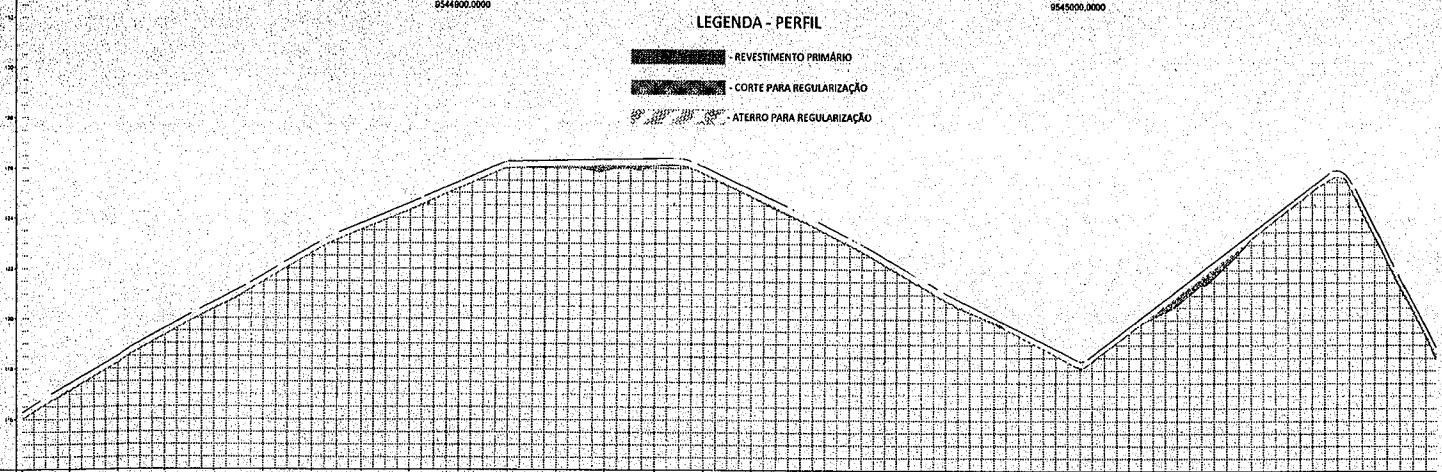 9544900.0000
9545000.0000
LEGENDA - PERFIL
- REVESTIMENTO PRIMÁRIO
- CORTE PARA REGULARIZAÇÃO
- ATERRO PARA REGULARIZAÇÃO